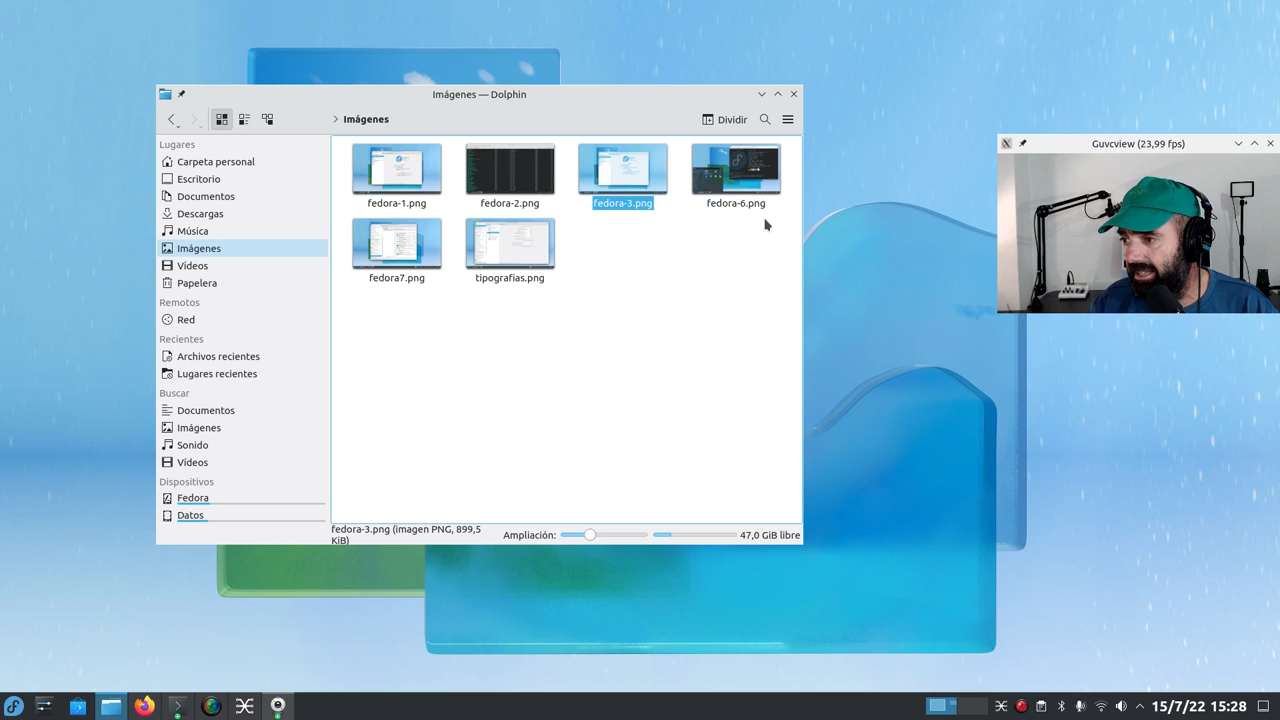 Imágenes — Dolphin
Imágenes
Dividir
Lugares
Carpeta personal
Escritorio
Documentos
Descargas
Música
Imágenes
Vídeos
Papelera
Remotos
Red
Recientes
Archivos recientes
Lugares recientes
Buscar
Documentos
Imágenes
Sonido
Vídeos
Dispositivos
Fedora
Datos
fedora-1.png
fedora-2.png
fedora-3.png
fedora-6.png
fedora7.png
tipografias.png
fedora-3.png (imagen PNG, 899,5
KiB)
Ampliación:
47,0 GiB libre
Guvcview (23,99 fps)
15/7/22 15:28